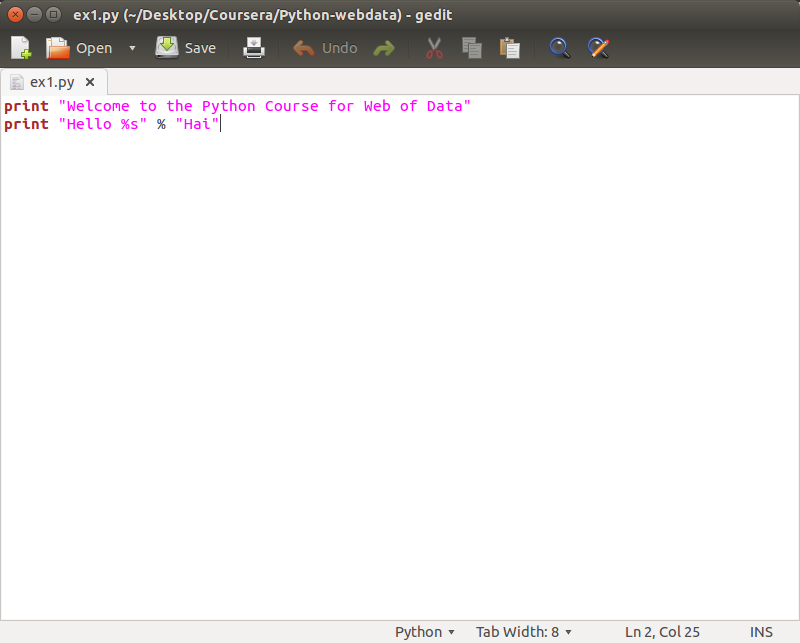 ex1.py (~/Desktop/Coursera/Python-webdata) - gedit
Open Save Undo
ex1.py
print "Welcome to the Python Course for Web of Data"
print "Hello %s" % "Hai"
Python Tab Width: 8 Ln 2, Col 25 INS